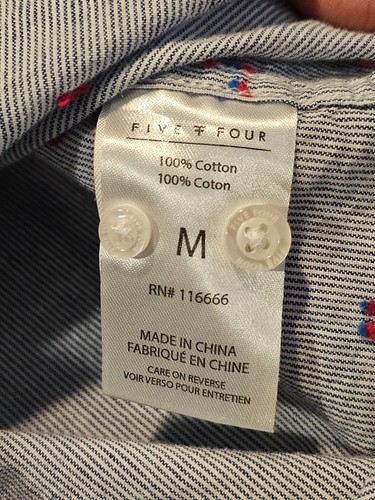 FIVE FOUR
100% Cotton
100% Coton
M
RN# 116666
MADE IN CHINA
FABRIQUÉ EN CHINE
CARE ON REVERSE
VOIR VERSO POUR ENTRETIEN